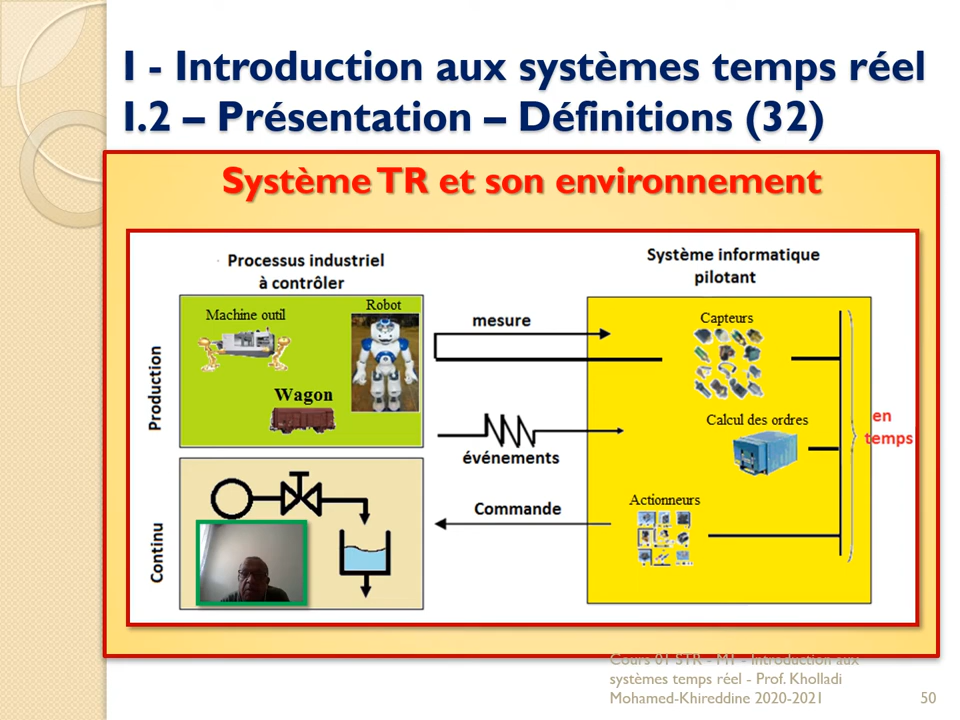 I - Introduction aux systèmes temps réel
I.2 – Présentation – Définitions (32)
Système TR et son environnement
Processus industriel
à contrôler
Système informatique
pilotant
Production
Machine outil
Robot
Wagon
mesure
événements
Commande
Capteurs
Calcul des ordres
Actionneurs
en
temps
Continu
Cours 01 STR - M1 - Introduction aux
systèmes temps réel - Prof. Kholladi
Mohamed-Khireddine 2020-2021
50